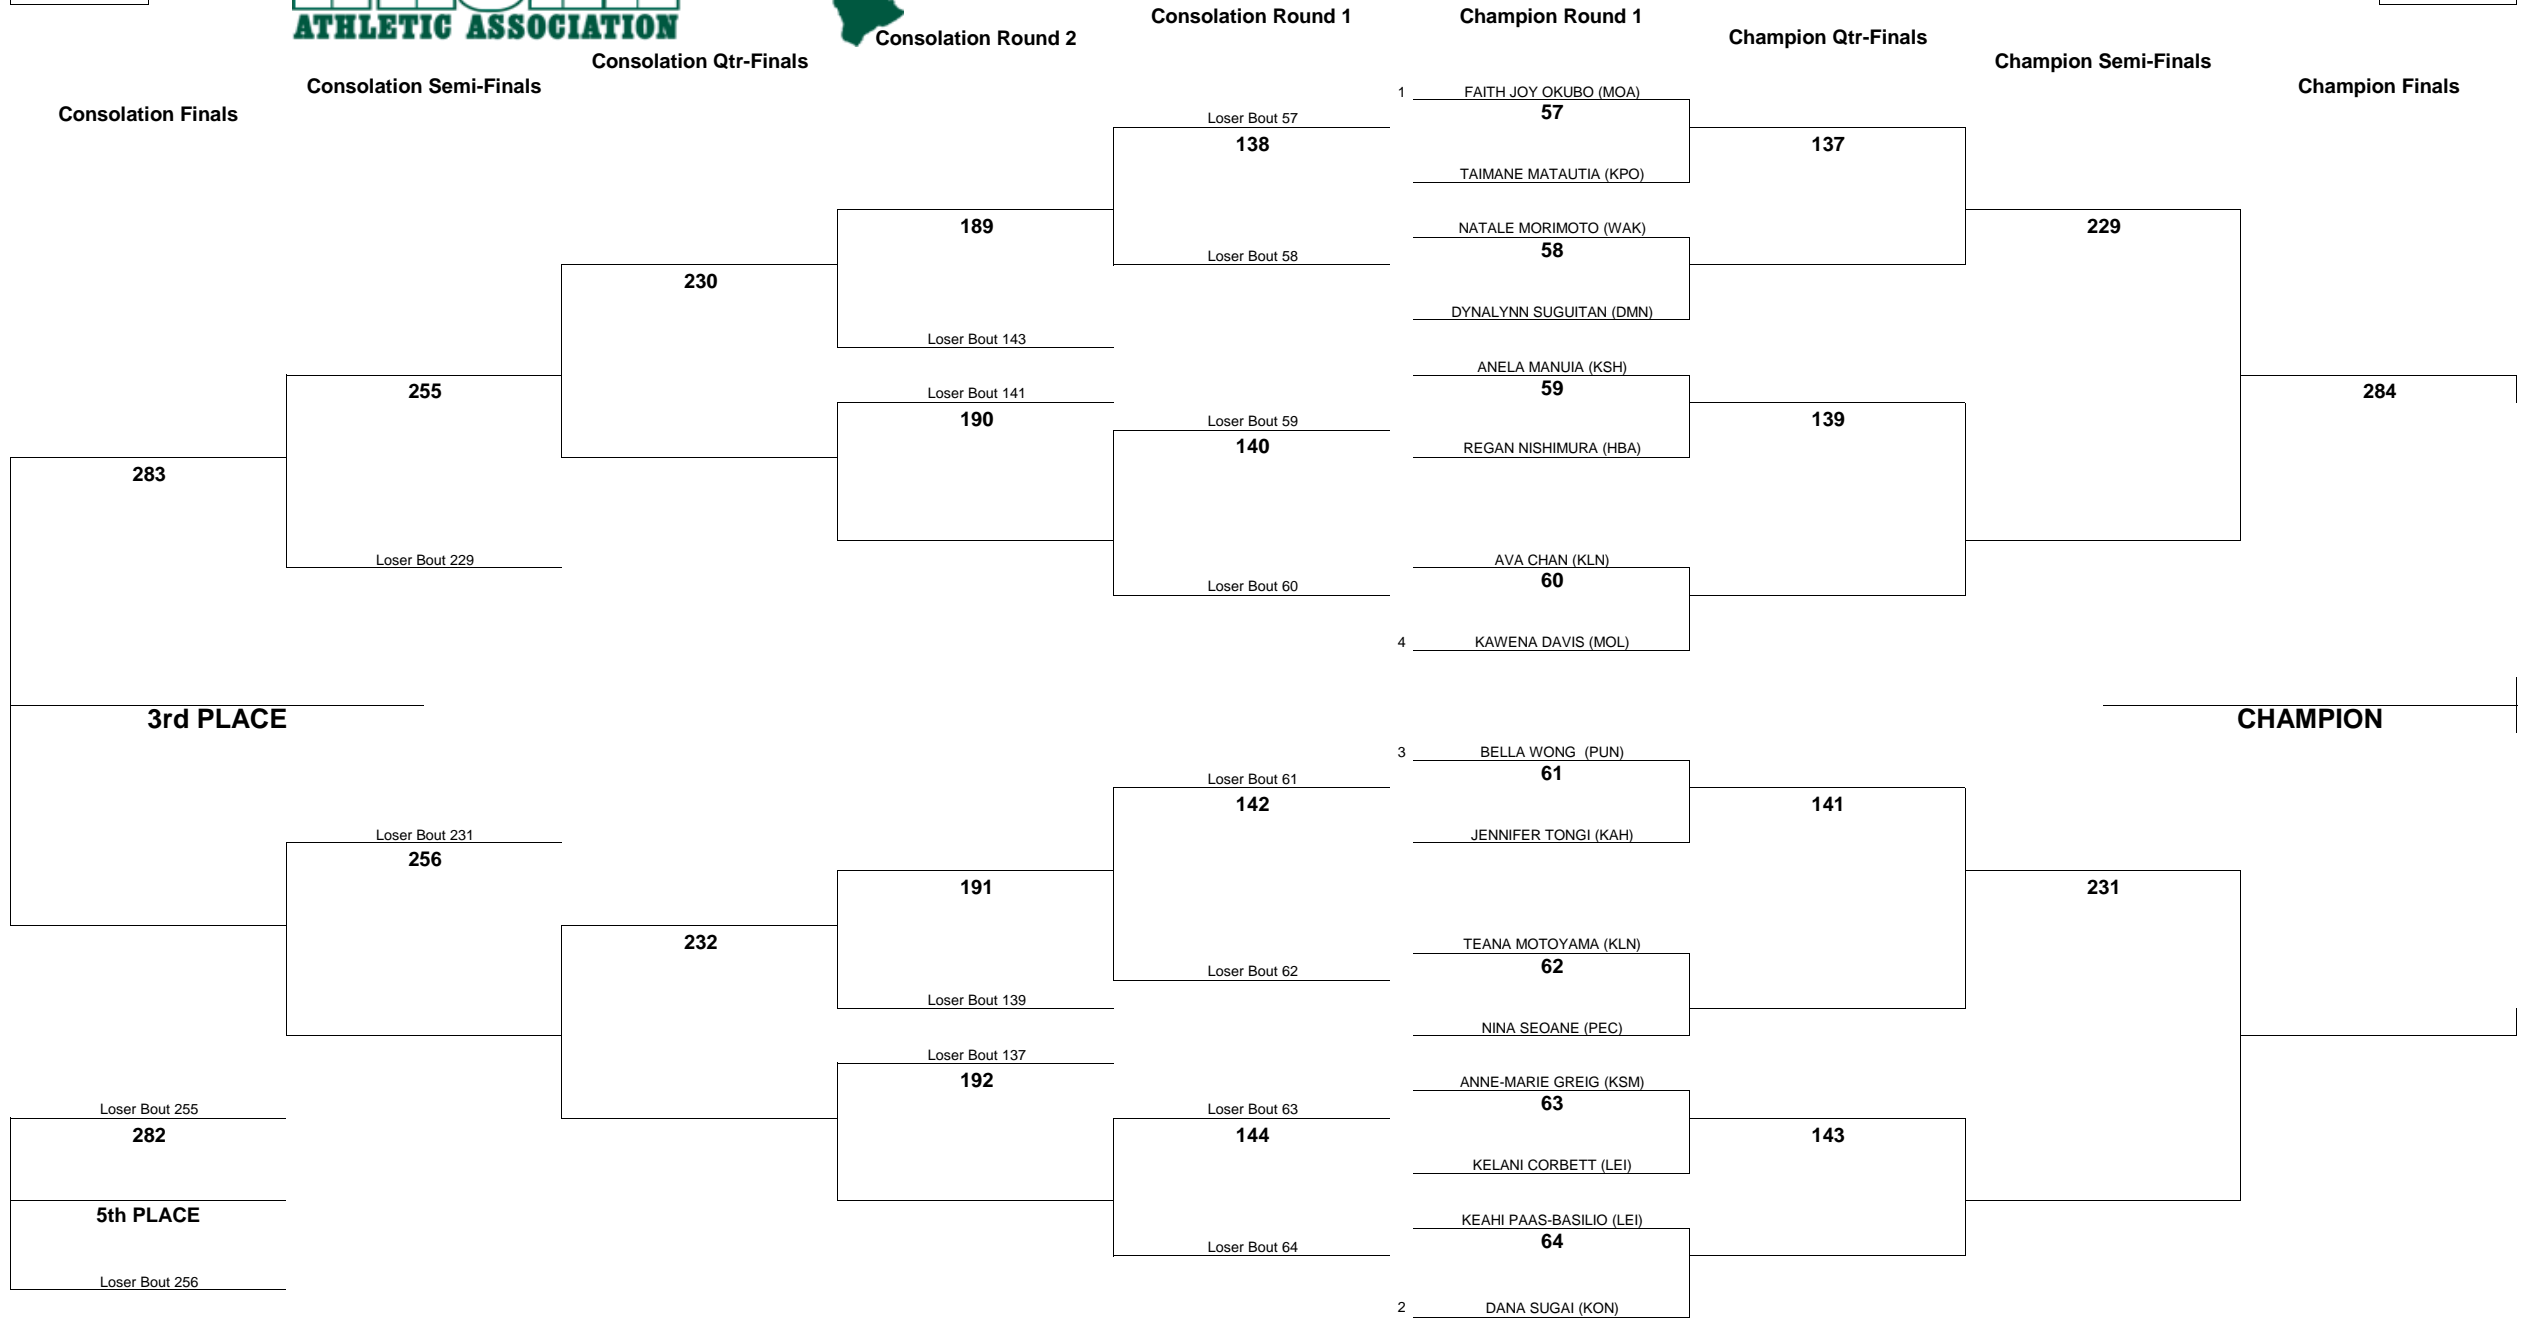 ATHLETIC ASSOCIATION
Consolation Round 1
Champion Round 1
Consolation Round 2
Champion Qtr-Finals
Consolation Qtr-Finals
Champion Semi-Finals
Consolation Semi-Finals
Champion Finals
Consolation Finals
1 FAITH JOY OKUBO (MOA)
57
Loser Bout 57
138
137
TAIMANE MATAUTIA (KPO)
NATALE MORIMOTO (WAK)
189
229
58
Loser Bout 58
230
DYNALYNN SUGUITAN (DMN)
Loser Bout 143
ANELA MANUIA (KSH)
255
59
284
Loser Bout 141
190
Loser Bout 59
139
140
REGAN NISHIMURA (HBA)
283
Loser Bout 229
AVA CHAN (KLN)
60
Loser Bout 60
4 KAWENA DAVIS (MOL)
3rd PLACE
CHAMPION
3 BELLA WONG (PUN)
61
Loser Bout 61
142
141
Loser Bout 231
JENNIFER TONGI (KAH)
256
191
231
232
TEANA MOTOYAMA (KLN)
62
Loser Bout 62
Loser Bout 139
NINA SEOANE (PEC)
Loser Bout 137
192
ANNE-MARIE GREIG (KSM)
63
Loser Bout 255
Loser Bout 63
282
144
143
KELANI CORBETT (LEI)
5th PLACE
KEAHI PAAS-BASILIO (LEI)
64
Loser Bout 64
Loser Bout 256
2 DANA SUGAI (KON)